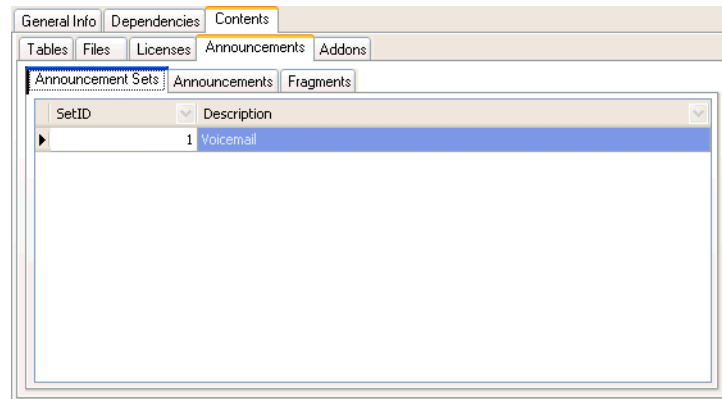 General Info Dependencies Contents
Tables Files Licenses Announcements Addons
Announcement Sets Announcements Fragments
SetID Description
1 Voicemail